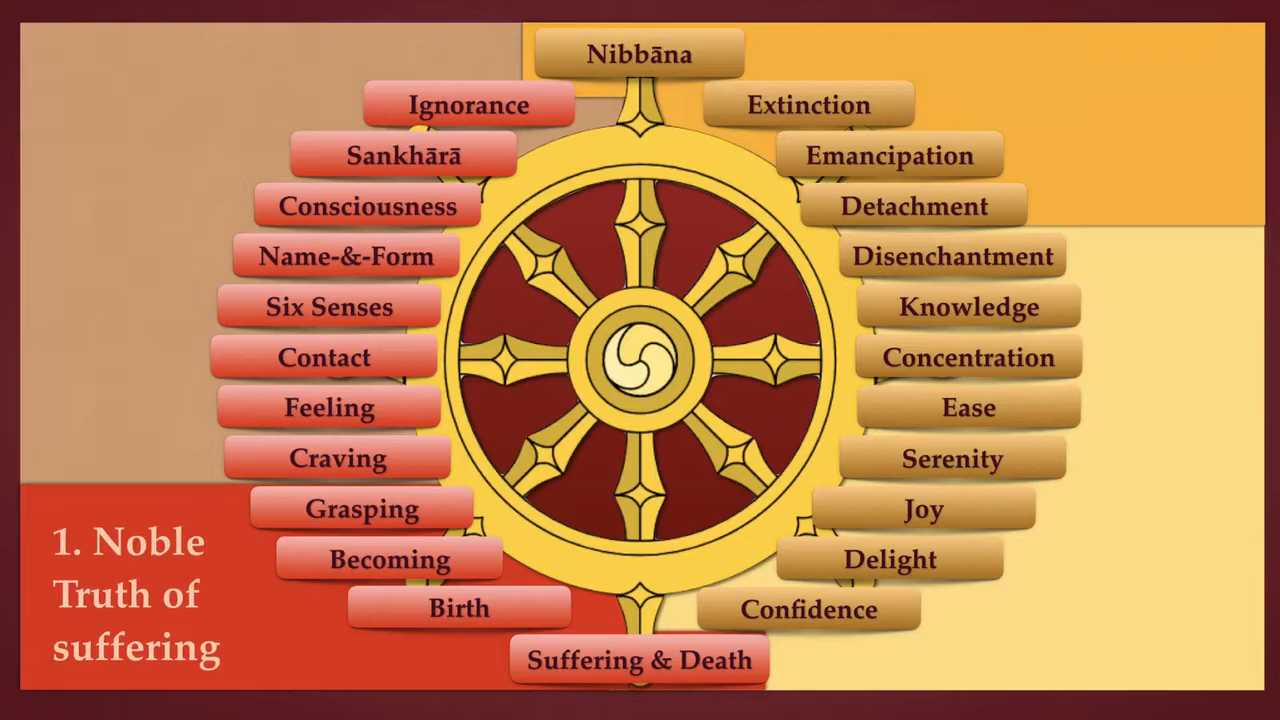 Nibbāna
Ignorance
Sankhārā
Consciousness
Name-&-Form
Six Senses
Contact
Feeling
Craving
Grasping
Becoming
Birth
Suffering & Death
Extinction
Emancipation
Detachment
Disenchantment
Knowledge
Concentration
Ease
Serenity
Joy
Delight
Confidence
1. Noble
Truth of
suffering